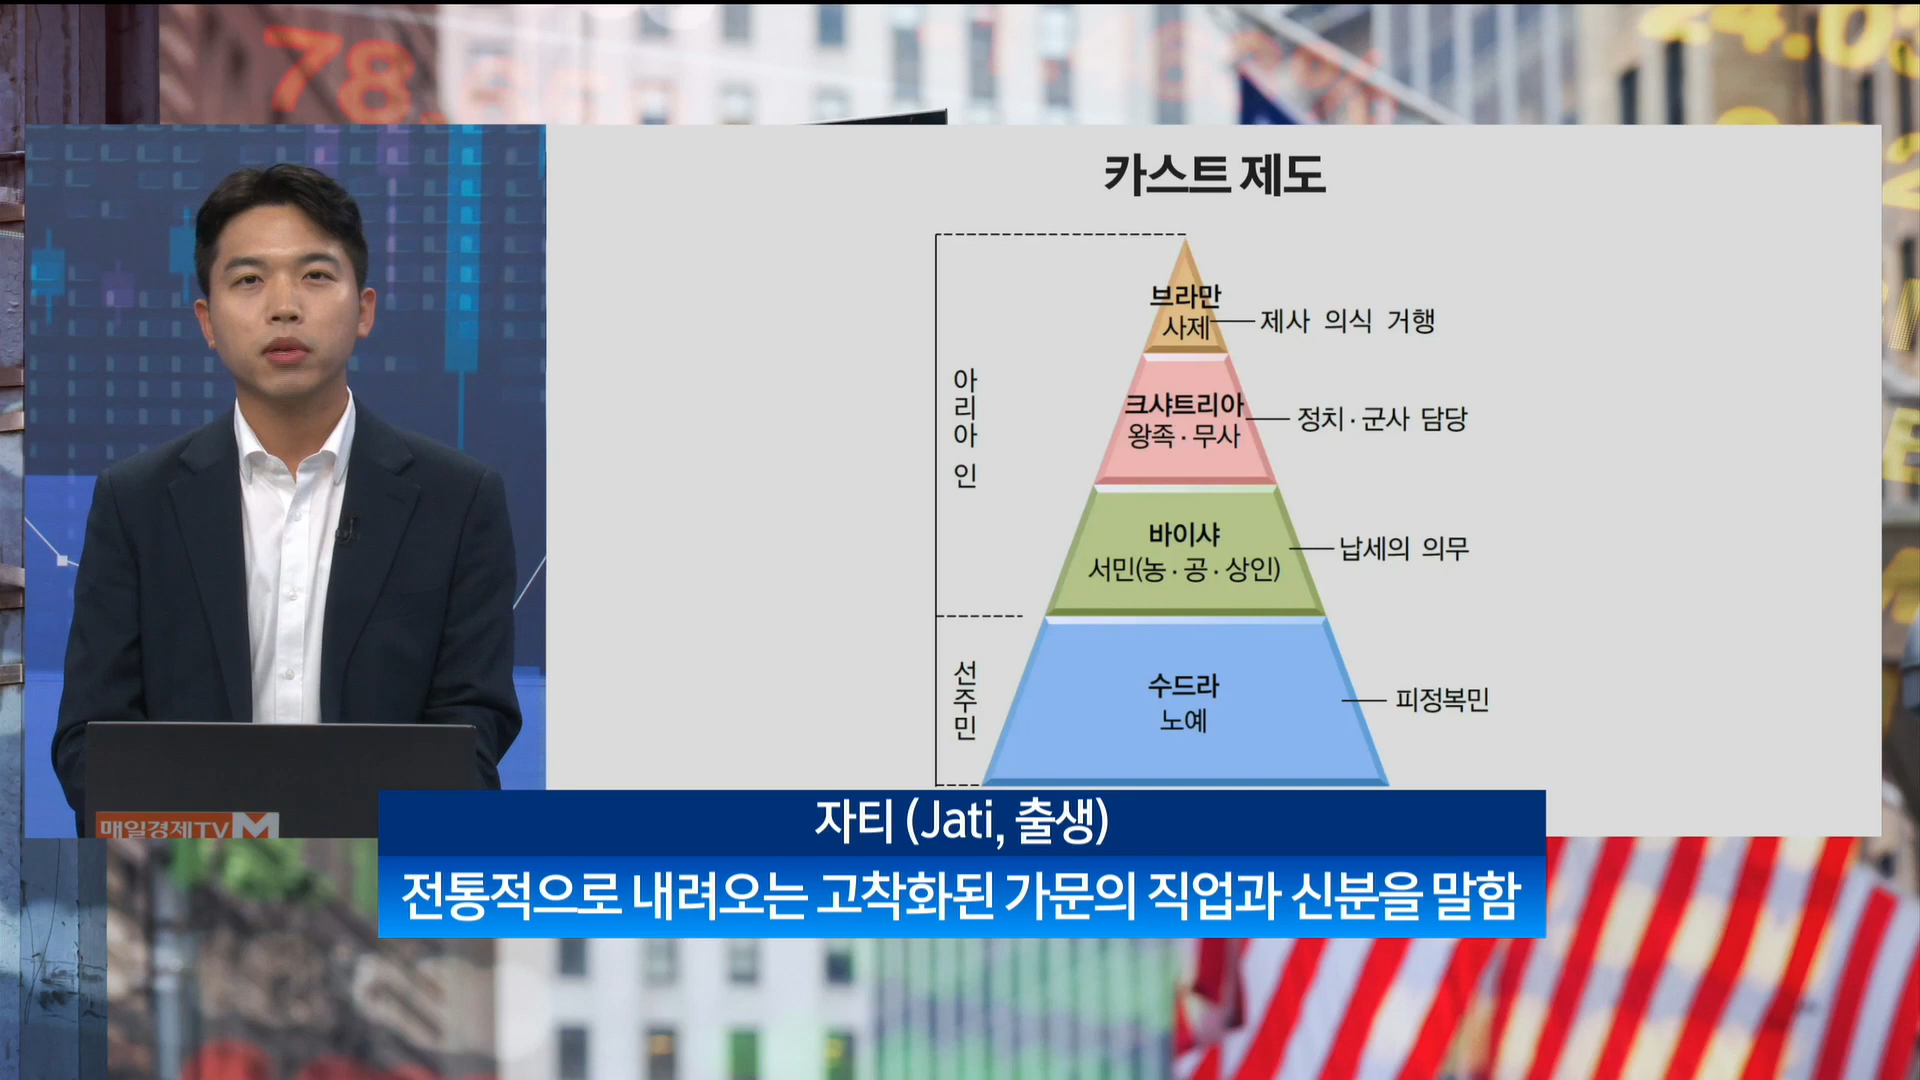 카스트 제도
브라만
사제
제사 의식 거행
크샤트리아
왕족 · 무사
정치 · 군사 담당
바이샤
서민(농 · 공 · 상인)
납세의 의무
수드라
노예
피정복민
아리아인
선주민
매일경제TV M
자티 (Jati, 출생)
전통적으로 내려오는 고착화된 가문의 직업과 신분을 말함